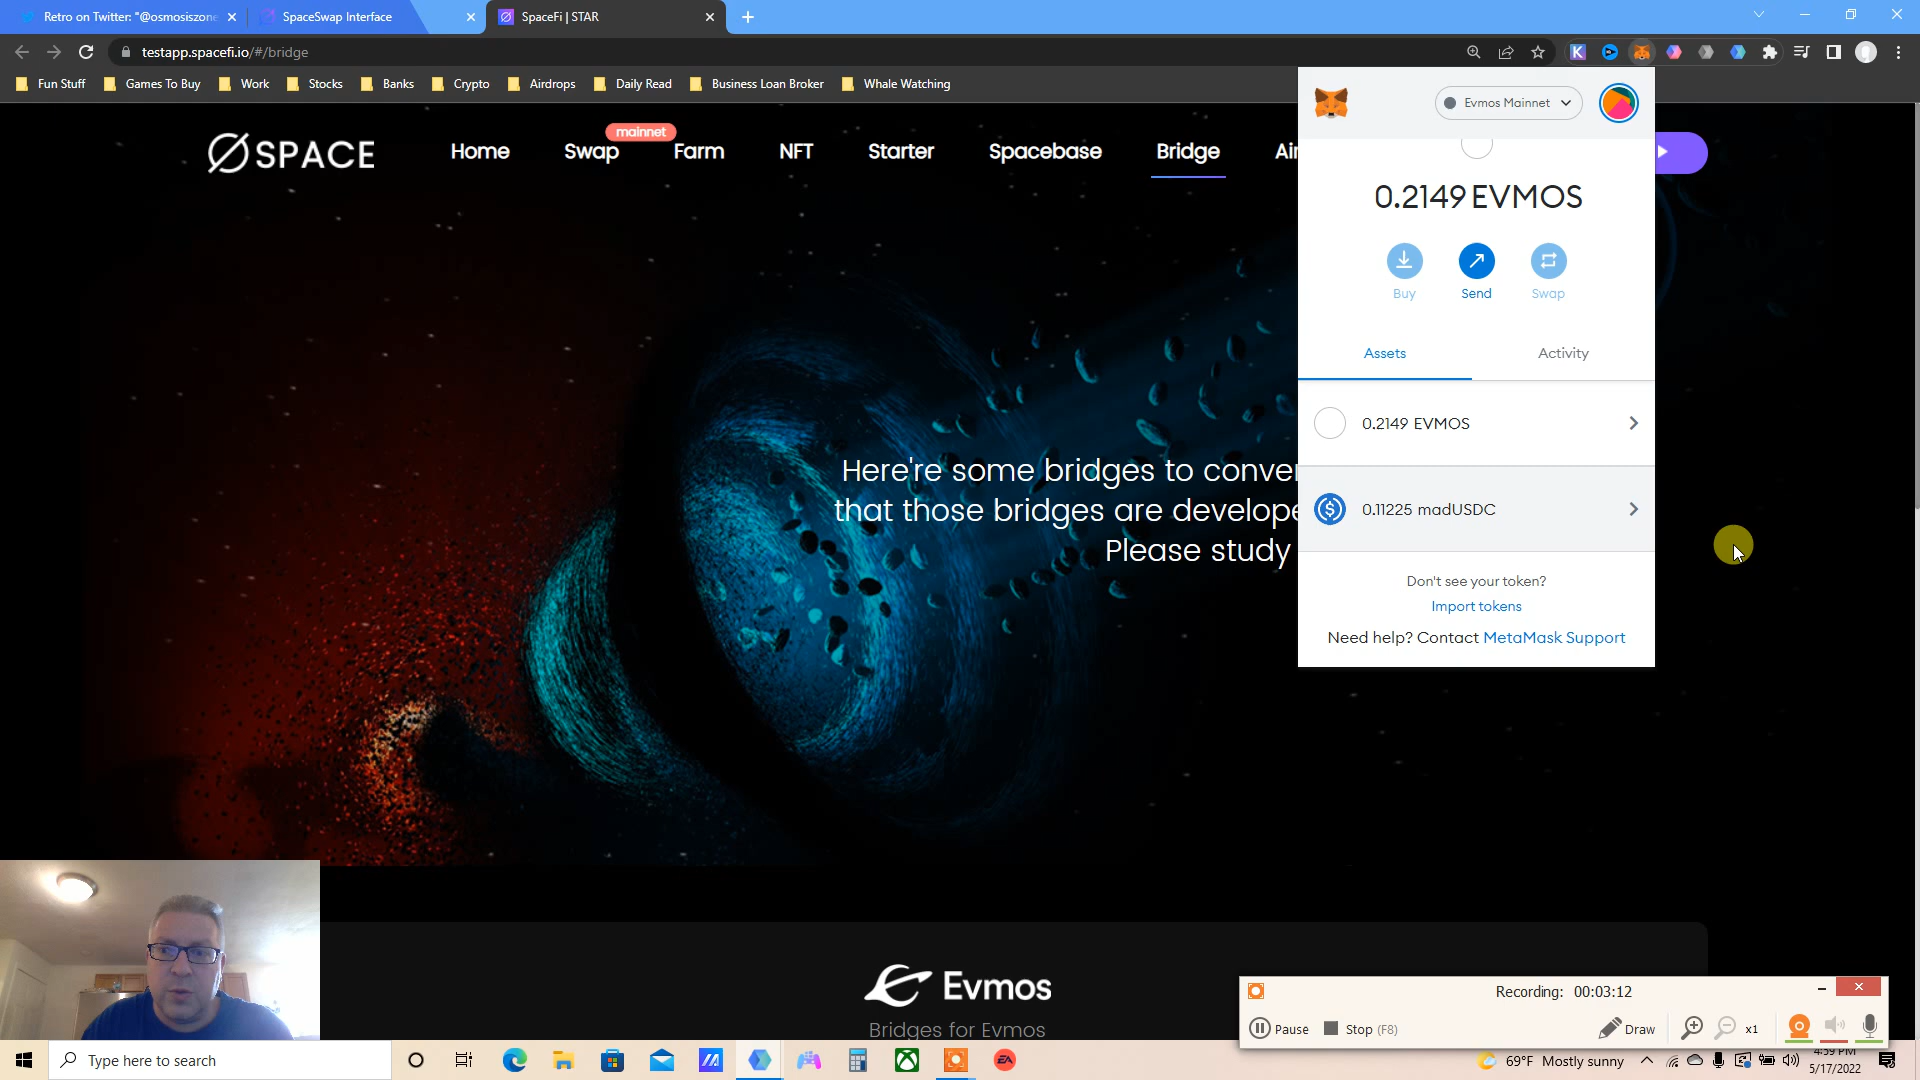 Retro on Twitter: "@osmosiszone
SpaceSwap Interface
SpaceFi | STAR
testapp.spacefi.io/#/bridge
Fun Stuff
Games To Buy
Work
Stocks
Banks
Crypto
Airdrops
Daily Read
Business Loan Broker
Whale Watching
SPACE
Home
Swap
mainnet
Farm
NFT
Starter
Spacebase
Bridge
Air
Evmos Mainnet
0.2149 EVMOS
Buy
Send
Swap
Assets
Activity
0.2149 EVMOS
0.11225 madUSDC
Don't see your token?
Import tokens
Need help? Contact MetaMask Support
Here're some bridges to conver
that those bridges are develope
Please study
Evmos
Bridges for Evmos
Recording: 00:03:12
Pause
Stop (F8)
Draw
x1
Type here to search
69°F Mostly sunny
4:59 PM
5/17/2022